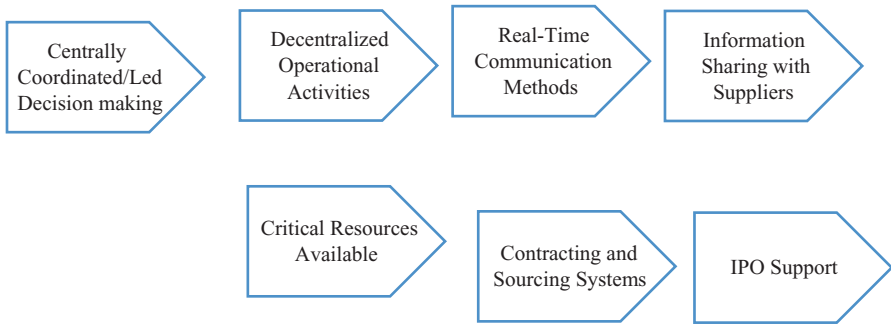 Centrally
Coordinated/Led
Decision making
Decentralized
Operational
Activities
Real-Time
Communication
Methods
Information
Sharing with
Suppliers
Critical Resources
Available
Contracting and
Sourcing Systems
IPO Support